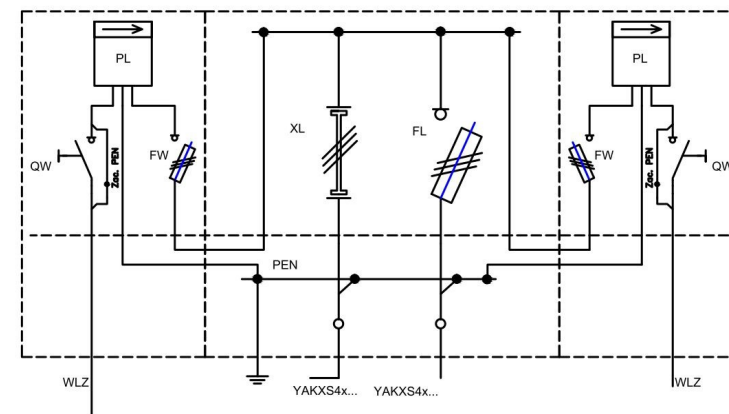 PL
PL
XL
FL
QW
Zac. PEN
FW
FW
Zac. PEN
QW
PEN
WLZ
YAKXS4x...
YAKXS4x...
WLZ